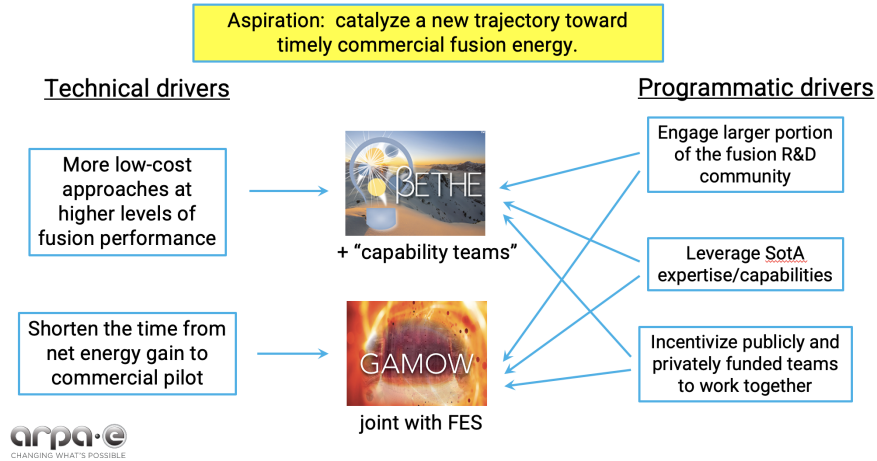 Aspiration:  catalyze a new trajectory toward
timely commercial fusion energy.
Technical drivers
Programmatic drivers
More low-cost
approaches at
higher levels of
fusion performance
βETHE
+ “capability teams”
Engage larger portion
of the fusion R&D
community
Leverage SotA
expertise/capabilities
Shorten the time from
net energy gain to
commercial pilot
GAMOW
joint with FES
Incentivize publicly and
privately funded teams
to work together
arpa·e
CHANGING WHAT'S POSSIBLE